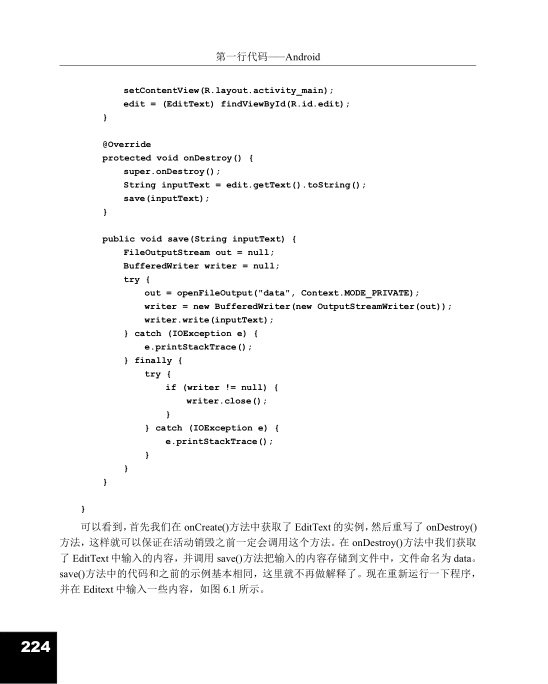 第一行代码——Android
setContentView(R.layout.activity_main);
edit = (EditText) findViewById(R.id.edit);
}
@Override
protected void onDestroy() {
super.onDestroy();
String inputText = edit.getText().toString();
save(inputText);
}
public void save(String inputText) {
FileOutputStream out = null;
BufferedWriter writer = null;
try {
out = openFileOutput("data", Context.MODE_PRIVATE);
writer = new BufferedWriter(new OutputStreamWriter(out));
writer.write(inputText);
} catch (IOException e) {
e.printStackTrace();
} finally {
try {
if (writer != null) {
writer.close();
}
} catch (IOException e) {
e.printStackTrace();
}
}
}
}
可以看到，首先我们在 onCreate()方法中获取了 EditText 的实例，然后重写了 onDestroy()
方法，这样就可以保证在活动销毁之前一定会调用这个方法。在 onDestroy()方法中我们获取
了 EditText 中输入的内容，并调用 save()方法把输入的内容存储到文件中，文件命名为 data。
save()方法中的代码和之前的示例基本相同，这里就不再做解释了。现在重新运行一下程序，
并在 Editext 中输入一些内容，如图 6.1 所示。
224